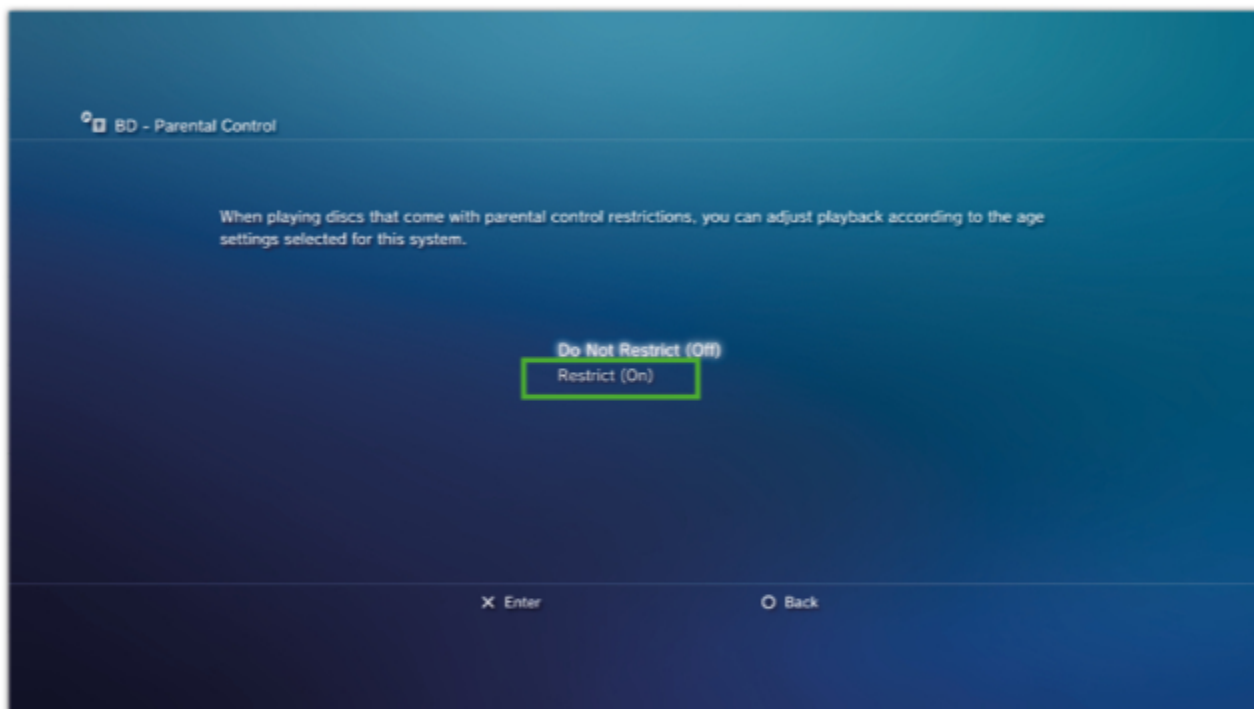 BD - Parental Control
When playing discs that come with parental control restrictions, you can adjust playback according to the age
settings selected for this system.
Do Not Restrict (Off)
Restrict (On)
Enter
Back